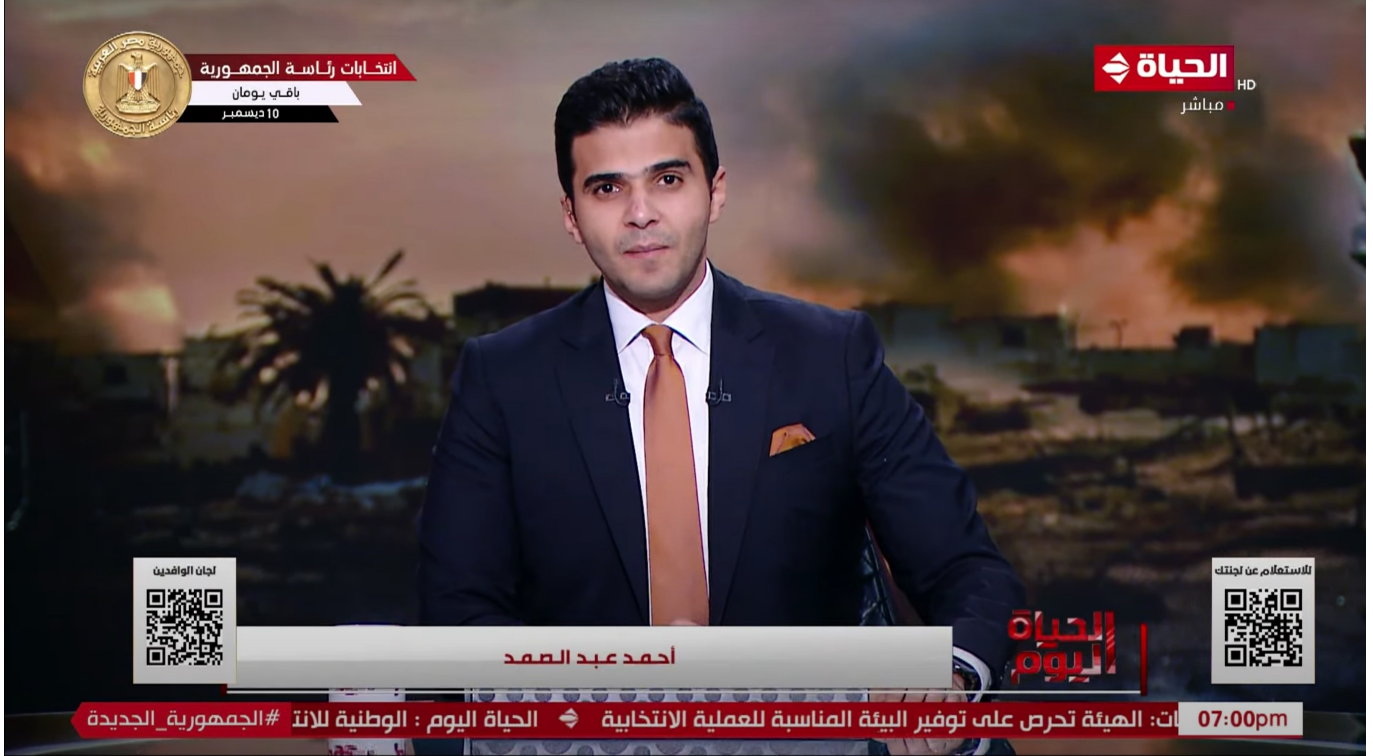 انتخابات رئاسة الجمهورية
باقي يومان
10 ديسمبر
الحياة
HD
مباشر
لجان الوافدين
للاستعلام عن لجنتك
أحمد عبد الصمد
الحياة اليوم
07:00pm
ات: الهيئة تحرص على توفير البيئة المناسبة للعملية الانتخابية الحياة اليوم : الوطنية للانت
#الجمهورية_الجديدة